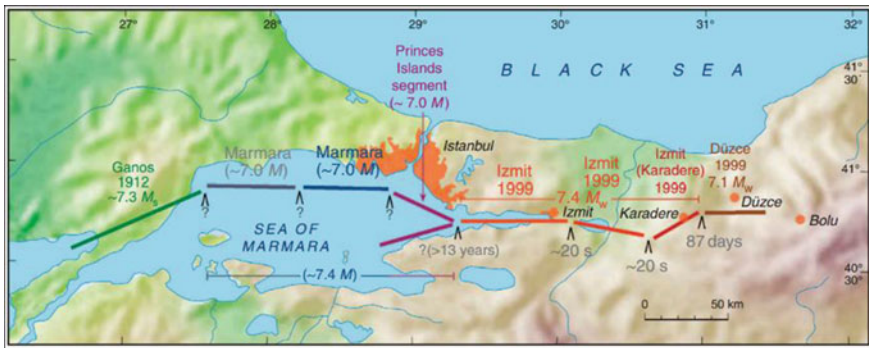 27°
28°
29°
30°
31°
32°
Princes
Islands
segment
(~ 7.0 M)
BLACK SEA
41°
30'
Istanbul
Ganos
1912
~7.3 Ms
Marmara
(~7.0 M)
Marmara
(~7.0 M)
Izmit
1999
Izmit
1999
7.4 Mw
Izmit
(Karadere)
1999
Düzce
1999
7.1 Mw
41°
Izmit
Karadere
Düzce
Bolu
?
?
?
SEA OF
MARMARA
?(>13 years)
~20 s
~20 s
87 days
(~7.4 M)
40°
30'
0
50 km